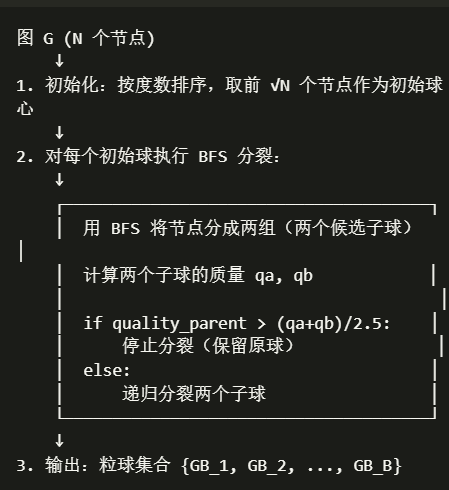 图 G (N 个节点)
↓
1. 初始化：按度数排序，取前 √N 个节点作为初始球
心
↓
2. 对每个初始球执行 BFS 分裂：
↓
用 BFS 将节点分成两组（两个候选子球）
计算两个子球的质量 qa, qb
if quality_parent > (qa+qb)/2.5:
停止分裂（保留原球）
else:
递归分裂两个子球
↓
3. 输出：粒球集合 {GB_1, GB_2, ..., GB_B}